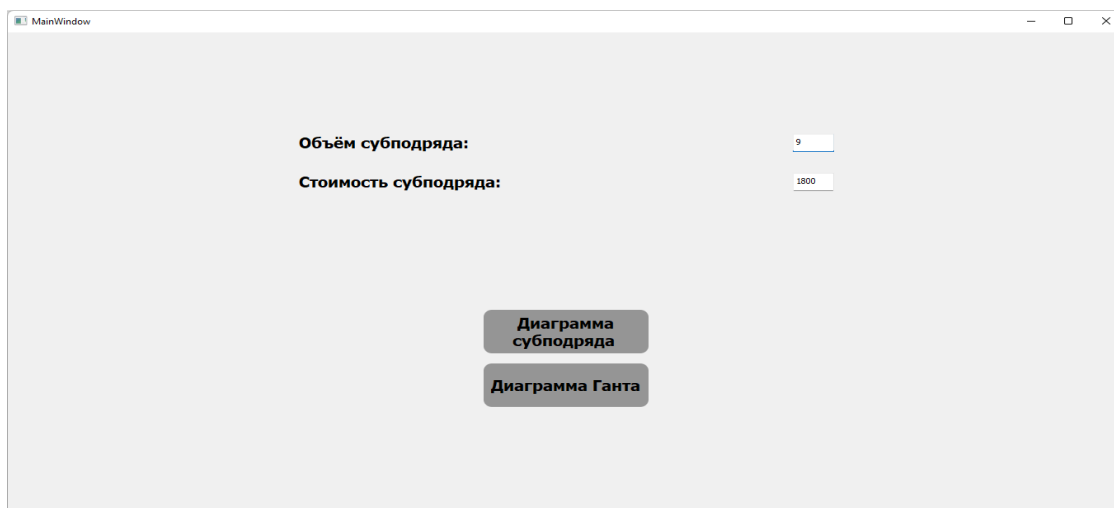 MainWindow
Объём субподряда:
9
Стоимость субподряда:
1800
Диаграмма
субподряда
Диаграмма Ганта